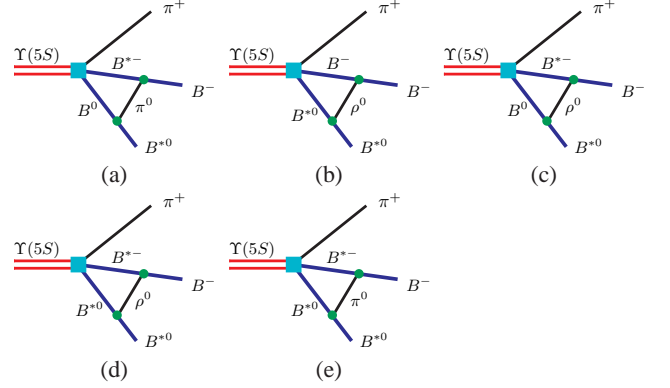 π⁺ π⁺ π⁺
Υ(5S) B*⁻ Υ(5S) B⁻ Υ(5S) B*⁻
B⁻ B⁻ B⁻
B⁰ π⁰ B*⁰ ρ⁰ B⁰ ρ⁰
B*⁰ B*⁰ B*⁰
(a) (b) (c)
π⁺ π⁺
Υ(5S) B*⁻ Υ(5S) B*⁻
B⁻ B⁻
B*⁰ ρ⁰ B*⁰ π⁰
B*⁰ B*⁰
(d) (e)